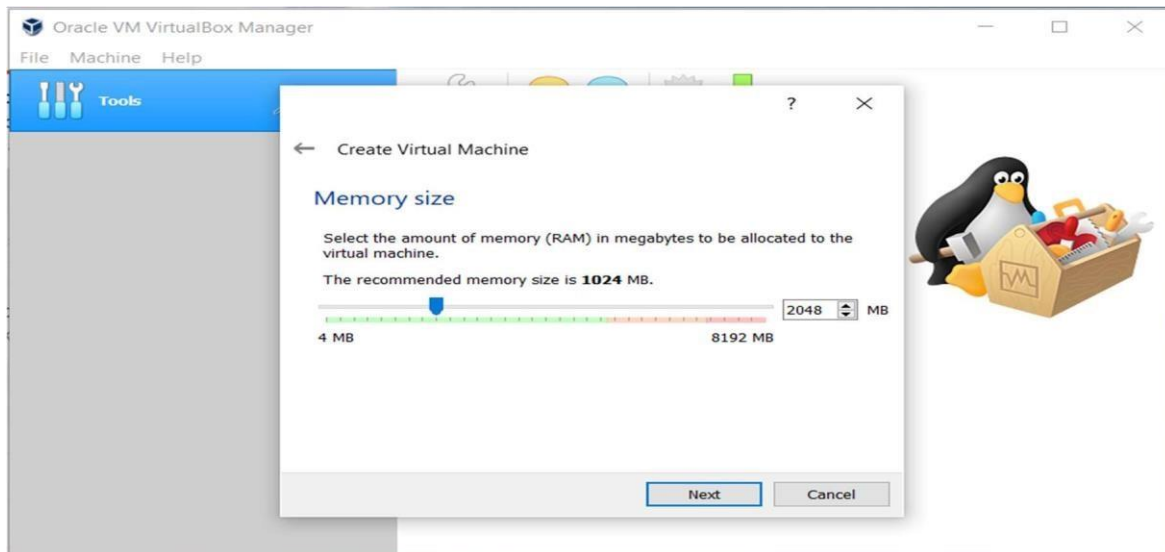 Oracle VM VirtualBox Manager
File Machine Help
Tools
?
Create Virtual Machine
Memory size
Select the amount of memory (RAM) in megabytes to be allocated to the
virtual machine.
The recommended memory size is 1024 MB.
2048 MB
4 MB 8192 MB
Next Cancel